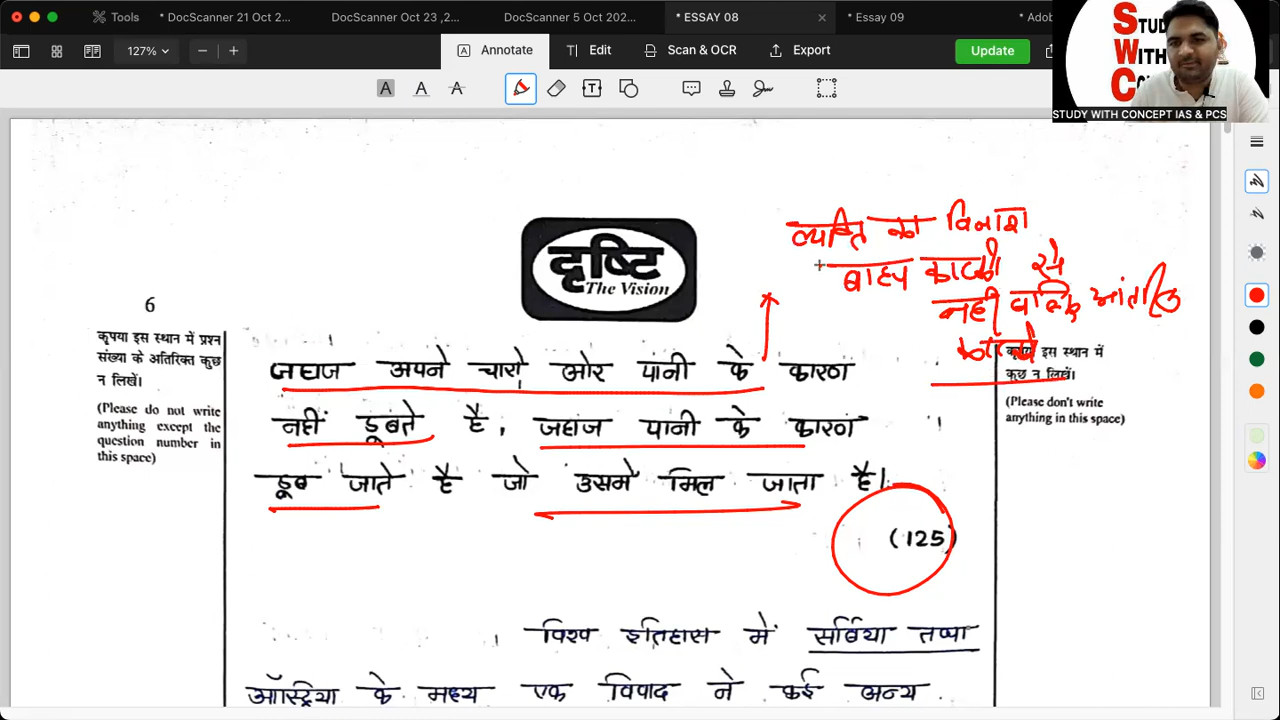 Tools
* DocScanner 21 Oct 2...
DocScanner Oct 23 ,2...
DocScanner 5 Oct 202...
* ESSAY 08
* Essay 09
* Adob
127%
Annotate
Edit
Scan & OCR
Export
Update
STUDY WITH CONCEPT IAS & PCS
व्यक्ति का विनाश
बाह्य कारकों से
नहीं बल्कि आंतरिक
कारकों
दृष्टि
The Vision
6
कृपया इस स्थान में प्रश्न
संख्या के अतिरिक्त कुछ
न लिखें।
(Please do not write
anything except the
question number in
this space)
कृपया इस स्थान में
कुछ न लिखें।
(Please don't write
anything in this space)
जहाज अपने चारो ओर पानी के कारण
नहीं डूबते है, जहाज पानी के कारण
डूब जाते है जो उसमे मिल जाता है।
(125)
विश्व इतिहास में सर्विया तथा
ऑस्ट्रिया के मध्य एक विवाद ने कई अन्य